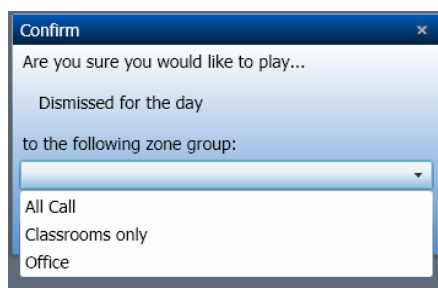 Confirm
Are you sure you would like to play...
Dismissed for the day
to the following zone group:
All Call
Classrooms only
Office